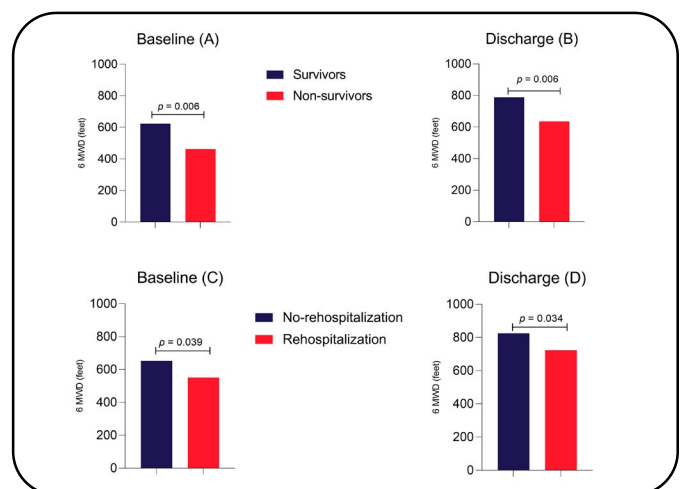 Baseline (A)
1000
800
600
400
200
0
6 MWD (feet)
p = 0.006
Survivors
Non-survivors
Discharge (B)
1000
800
600
400
200
0
6 MWD (feet)
p = 0.006
Baseline (C)
1000
800
600
400
200
0
6 MWD (feet)
p = 0.039
No-rehospitalization
Rehospitalization
Discharge (D)
1000
800
600
400
200
0
6 MWD (feet)
p = 0.034